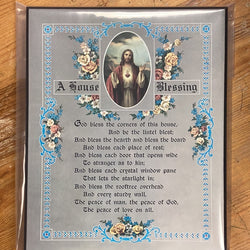 A House Blessing
God bless the corners of this house,
And be the lintel blest;
And bless the hearth and bless the board
And bless each place of rest;
And bless each door that opens wide
To stranger as to kin;
And bless each crystal window pane
That lets the starlight in;
And bless the rooftree overhead
And every sturdy wall.
The peace of man, the peace of God,
The peace of love on all.